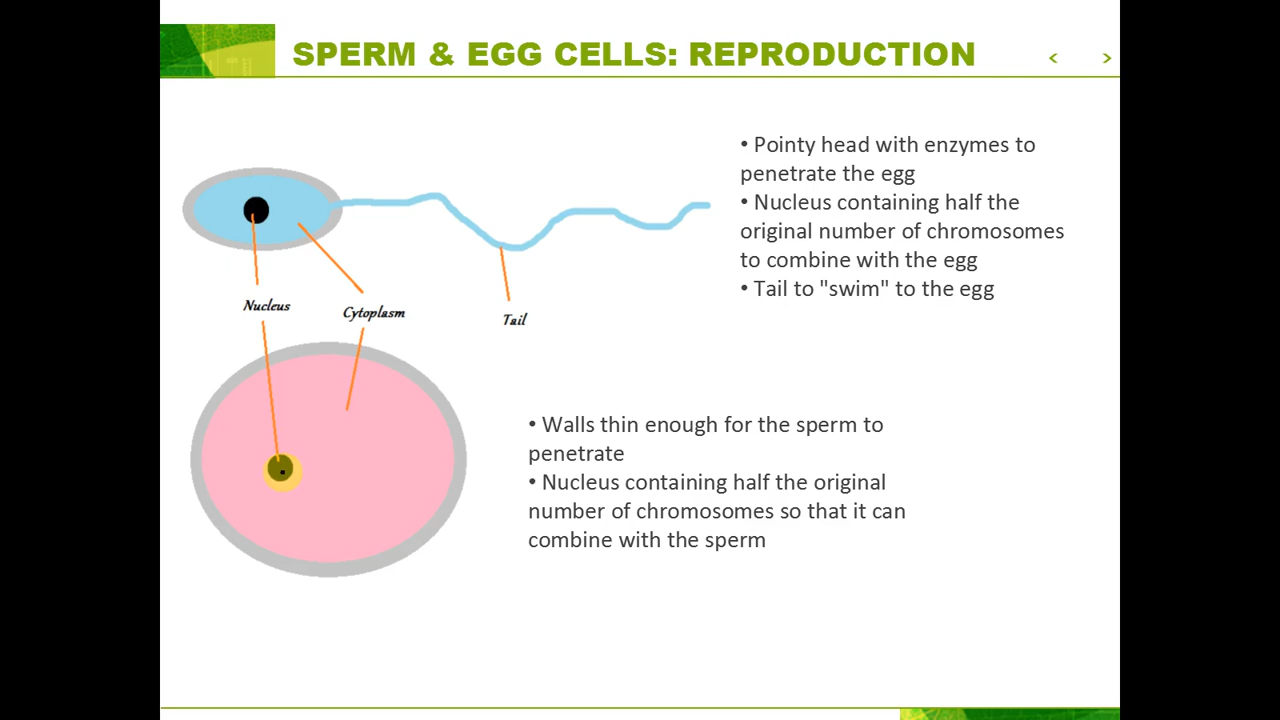 SPERM & EGG CELLS: REPRODUCTION
< >
• Pointy head with enzymes to
penetrate the egg
• Nucleus containing half the
original number of chromosomes
to combine with the egg
• Tail to "swim" to the egg
Nucleus
Cytoplasm
Tail
• Walls thin enough for the sperm to
penetrate
• Nucleus containing half the original
number of chromosomes so that it can
combine with the sperm